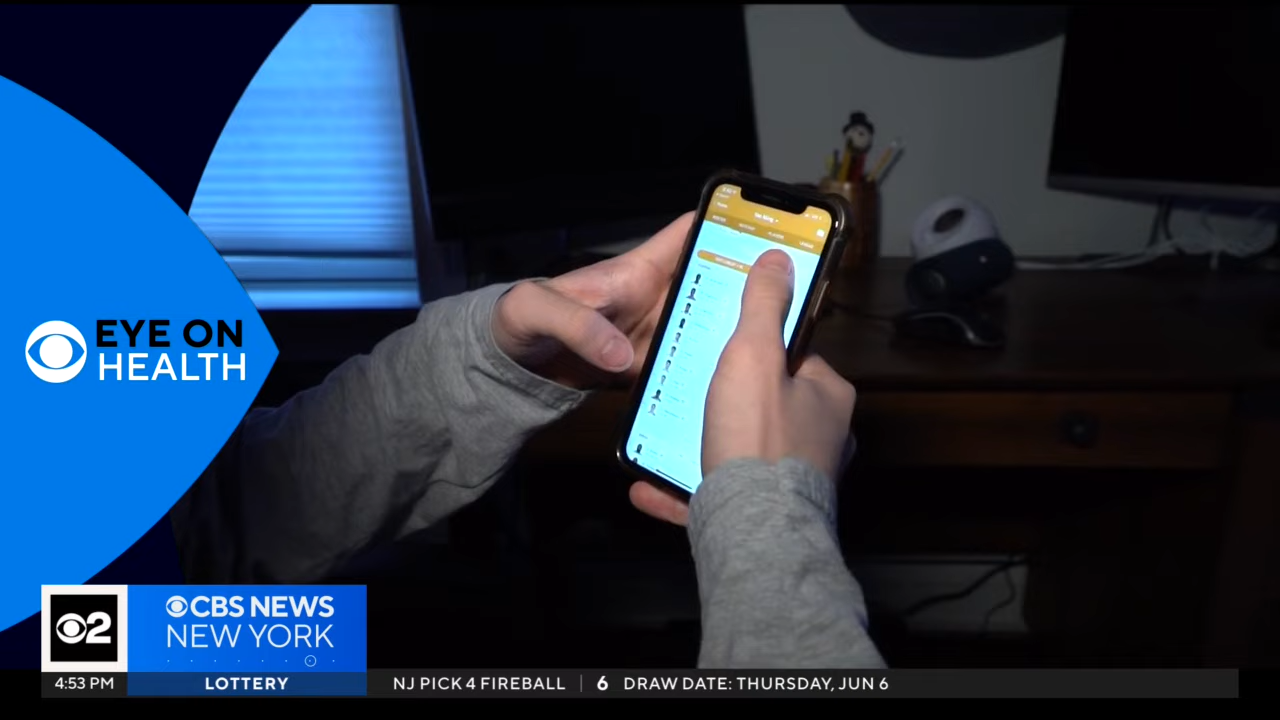 EYE ON
HEALTH
2
CBS NEWS
NEW YORK
4:53 PM
LOTTERY
NJ PICK 4 FIREBALL | 6 DRAW DATE: THURSDAY, JUN 6